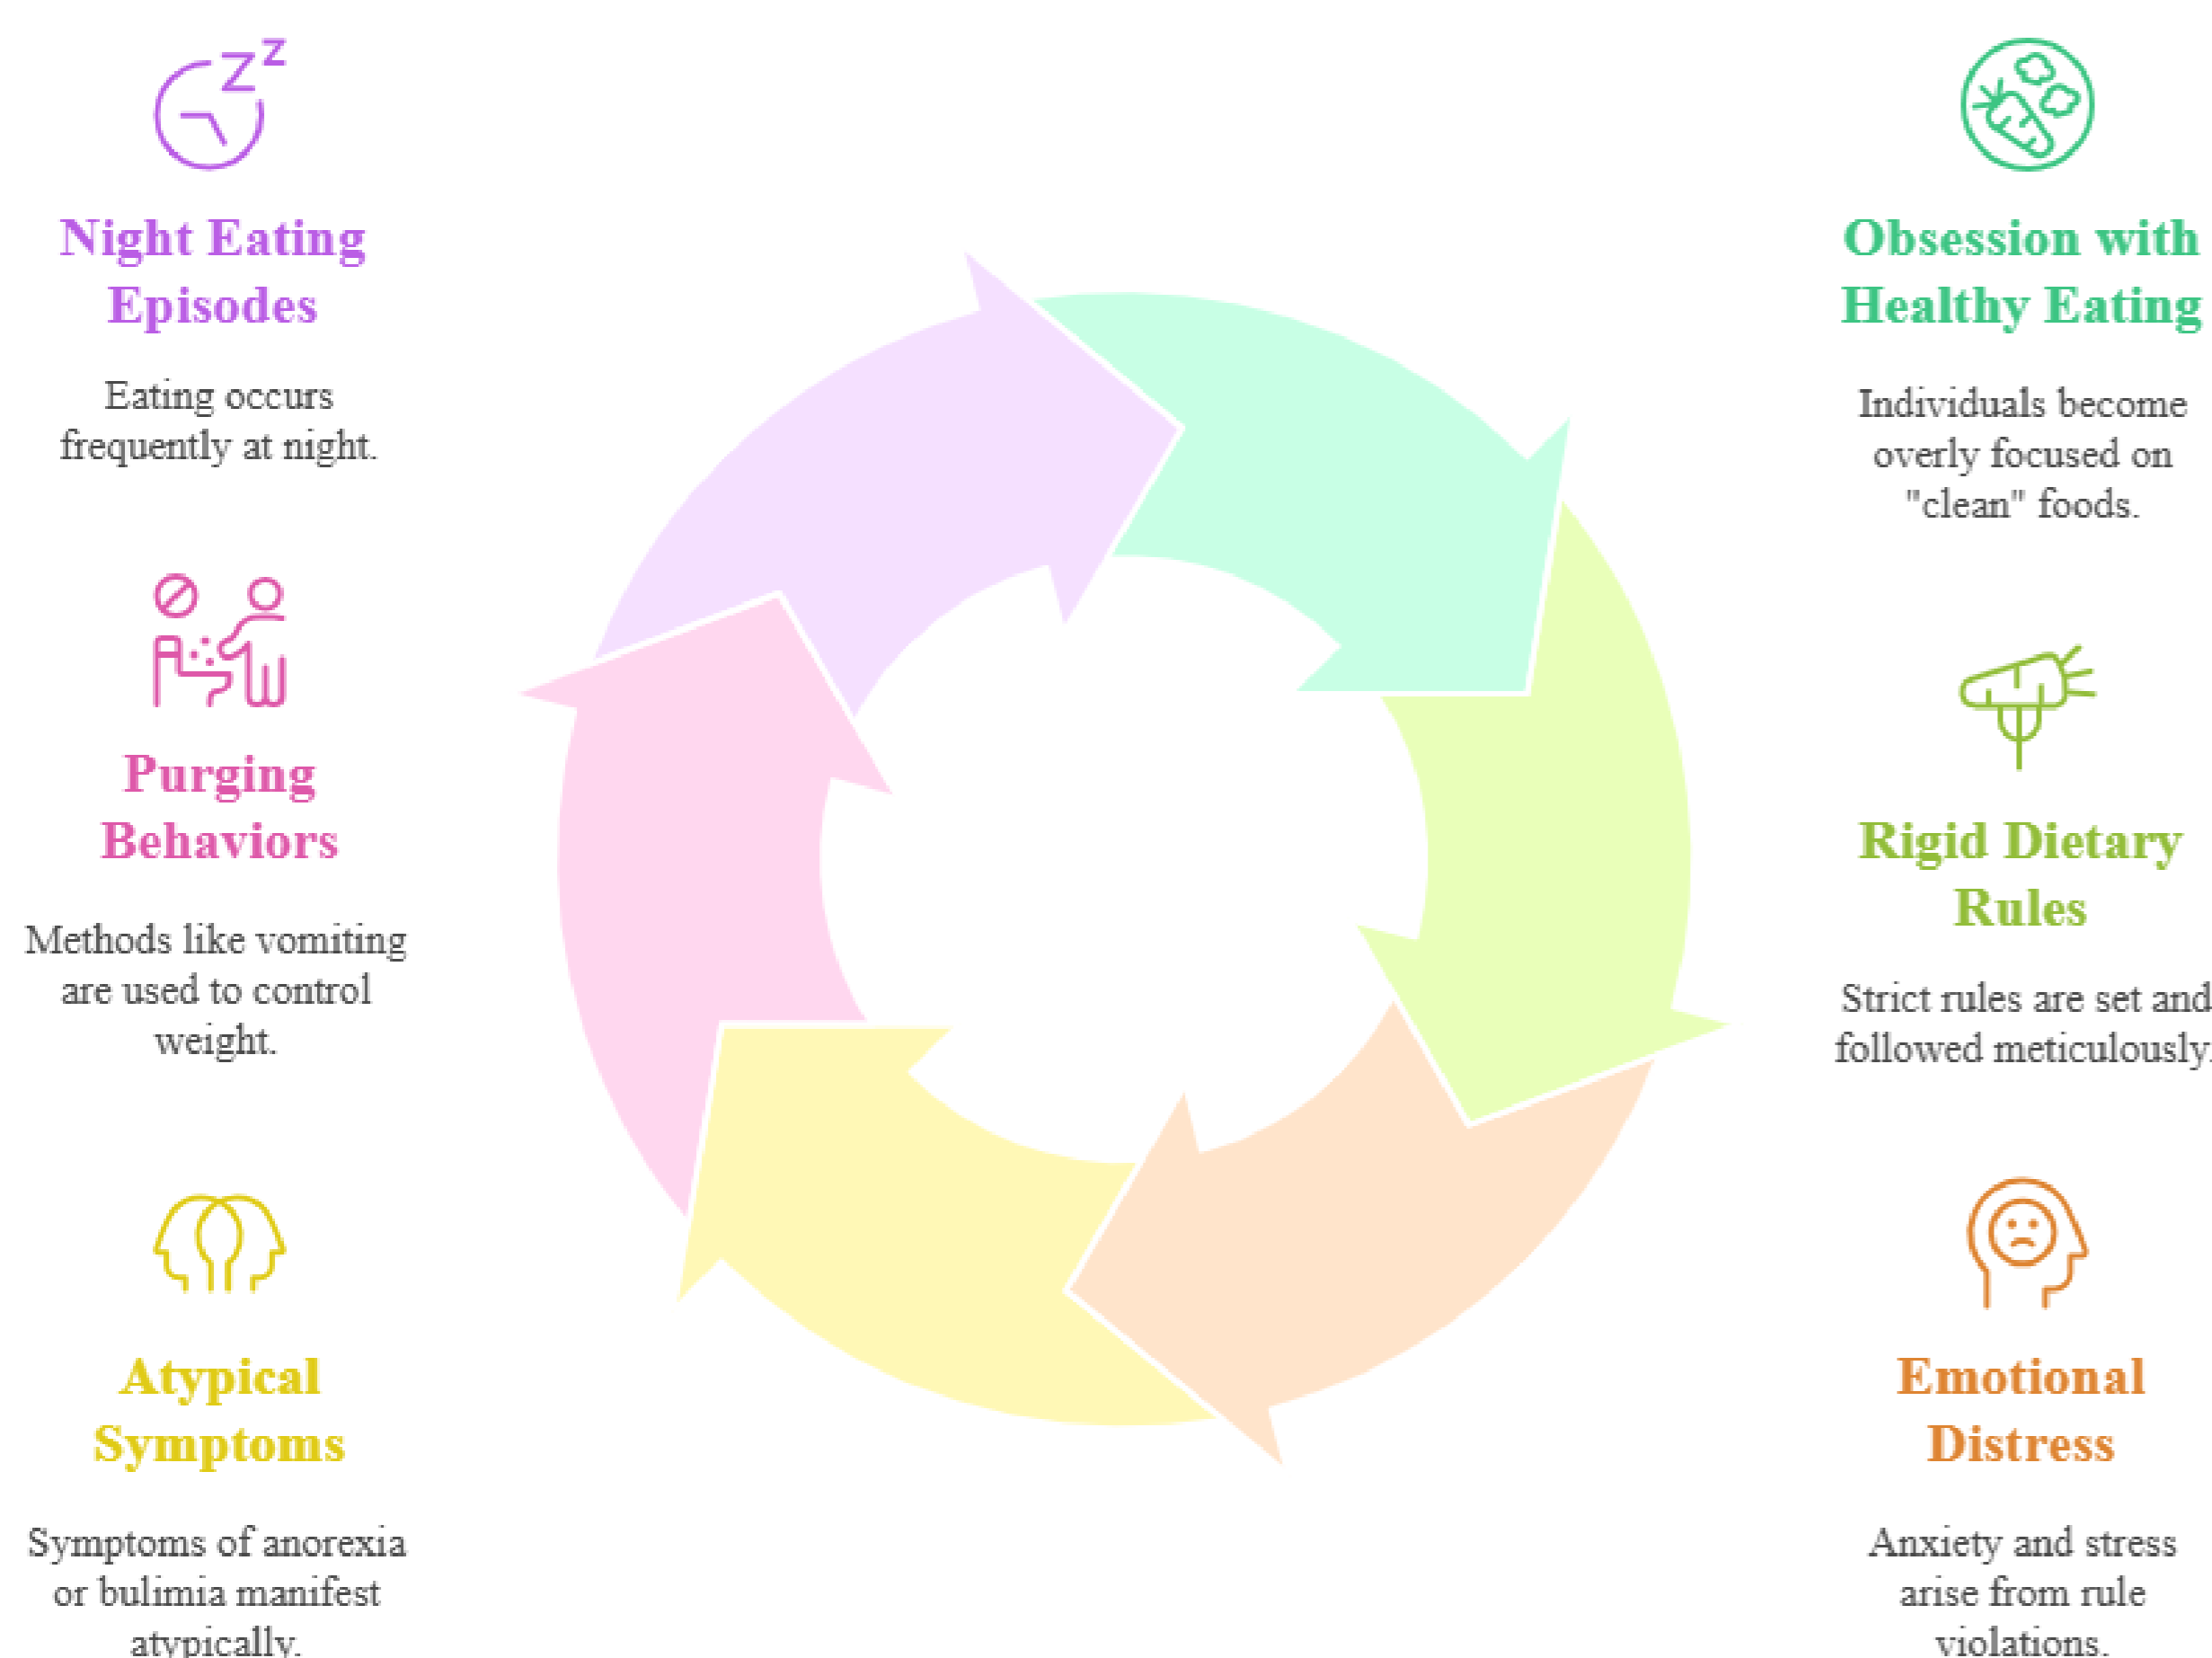 Night Eating
Episodes
Eating occurs
frequently at night.
Purging
Behaviors
Methods like vomiting
are used to control
weight.
Atypical
Symptoms
Symptoms of anorexia
or bulimia manifest
atypically.
Obsession with
Healthy Eating
Individuals become
overly focused on
"clean" foods.
Rigid Dietary
Rules
Strict rules are set and
followed meticulously.
Emotional
Distress
Anxiety and stress
arise from rule
violations.